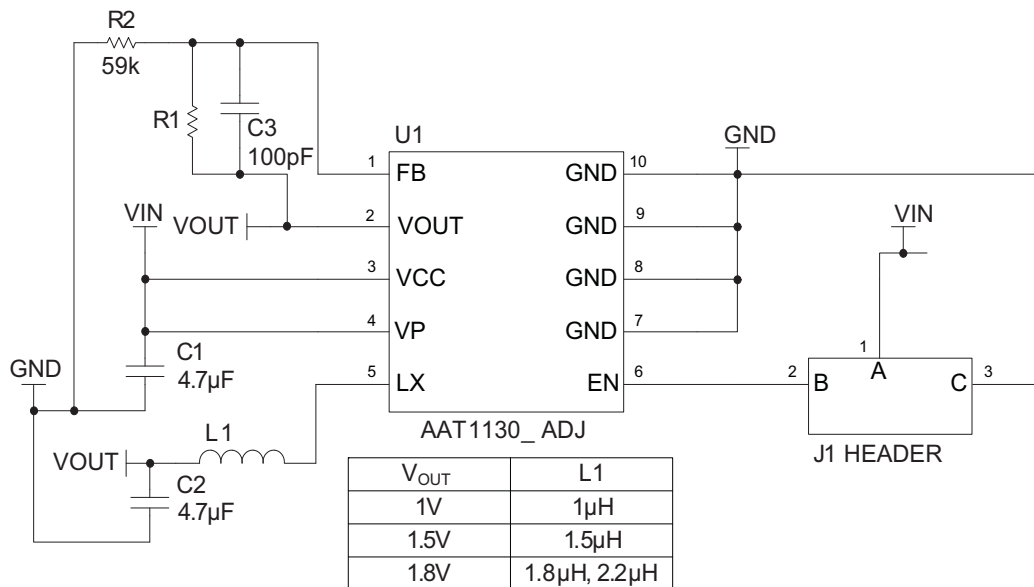 R2
59k
R1
C3
100pF
U1
1 FB
2 VOUT
3 VCC
4 VP
5 LX
GND 10
GND 9
GND 8
GND 7
EN 6
AAT1130_ ADJ
VIN
VOUT
C1
4.7µF
GND
L1
VOUT
C2
4.7µF
GND
VIN
1
2 B A C 3
J1 HEADER
VOUT L1
1V 1µH
1.5V 1.5µH
1.8V 1.8µH, 2.2µH